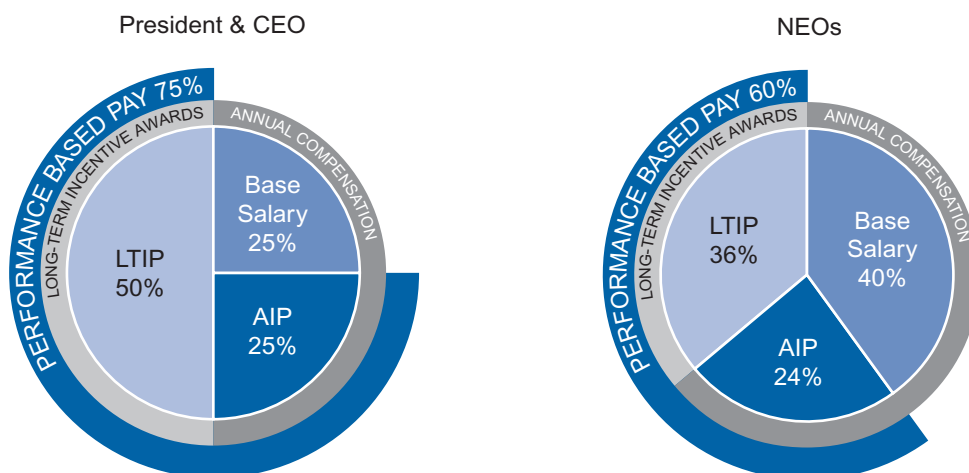 President & CEO
PERFORMANCE BASED PAY 75%
LONG-TERM INCENTIVE AWARDS
ANNUAL COMPENSATION
Base
Salary
25%
LTIP
50%
AIP
25%
NEOs
PERFORMANCE BASED PAY 60%
LONG-TERM INCENTIVE AWARDS
ANNUAL COMPENSATION
LTIP
36%
Base
Salary
40%
AIP
24%